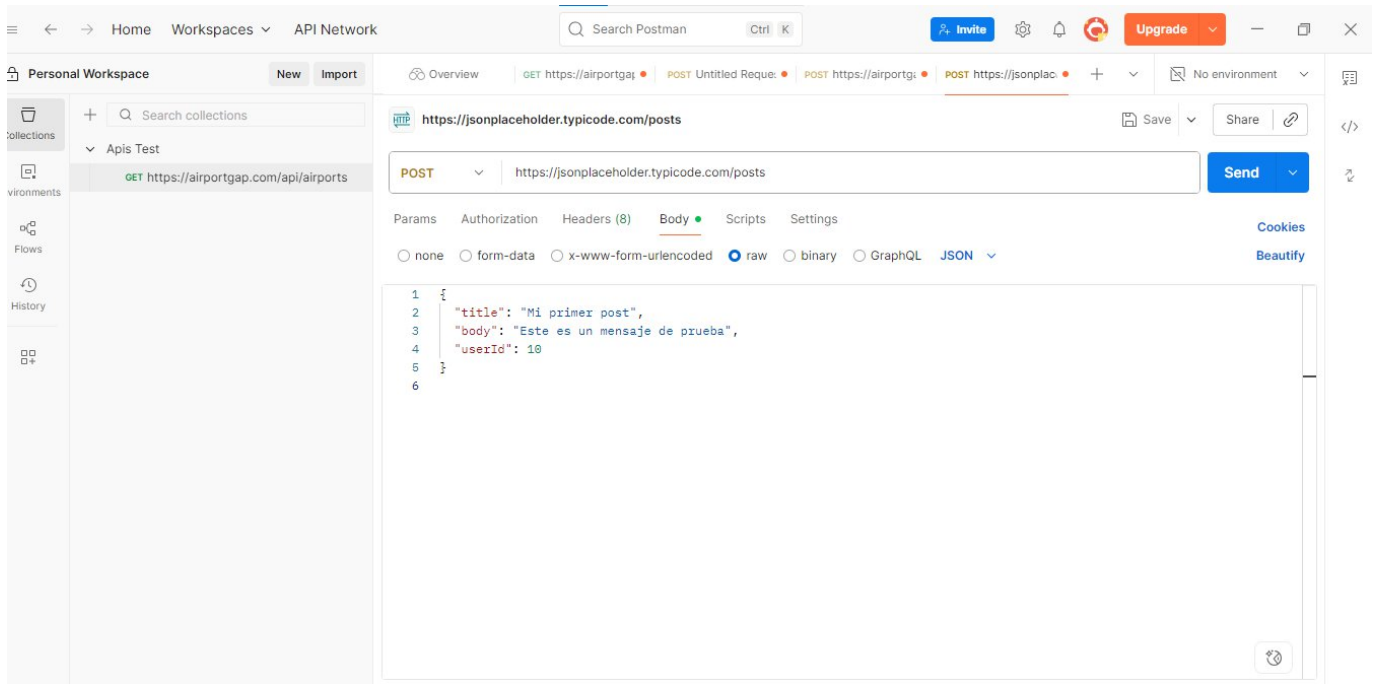 Home Workspaces API Network Search Postman Ctrl K Invite Upgrade
Personal Workspace New Import Overview GET https://airportgap POST Untitled Reques POST https://airportga POST https://jsonplac No environment
Collections
Search collections
Apis Test
GET https://airportgap.com/api/airports
Environments
Flows
History
HTTP https://jsonplaceholder.typicode.com/posts Save Share
POST https://jsonplaceholder.typicode.com/posts Send
Params Authorization Headers (8) Body Scripts Settings Cookies
none form-data x-www-form-urlencoded raw binary GraphQL JSON Beautify
1 {
2 "title": "Mi primer post",
3 "body": "Este es un mensaje de prueba",
4 "userId": 10
5 }
6